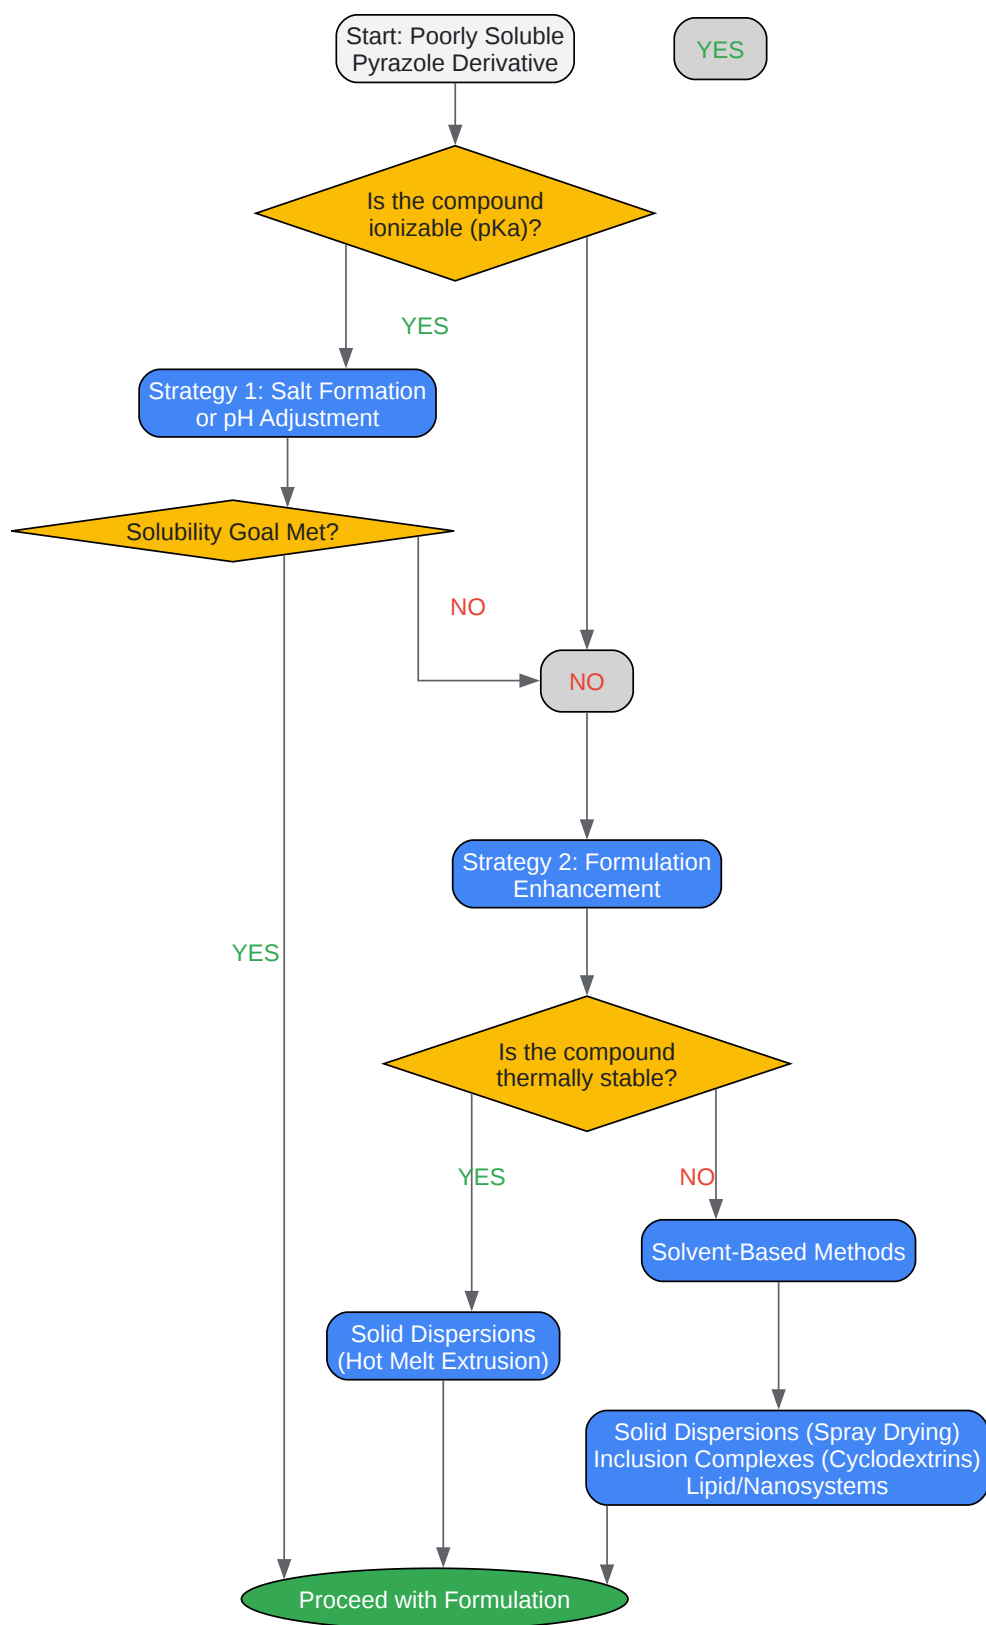 Start: Poorly Soluble
Pyrazole Derivative
YES
Is the compound
ionizable (pKa)?
YES
Strategy 1: Salt Formation
or pH Adjustment
Solubility Goal Met?
NO
NO
Strategy 2: Formulation
Enhancement
YES
Is the compound
thermally stable?
YES
NO
Solvent-Based Methods
Solid Dispersions
(Hot Melt Extrusion)
Solid Dispersions (Spray Drying)
Inclusion Complexes (Cyclodextrins)
Lipid/Nanosystems
Proceed with Formulation